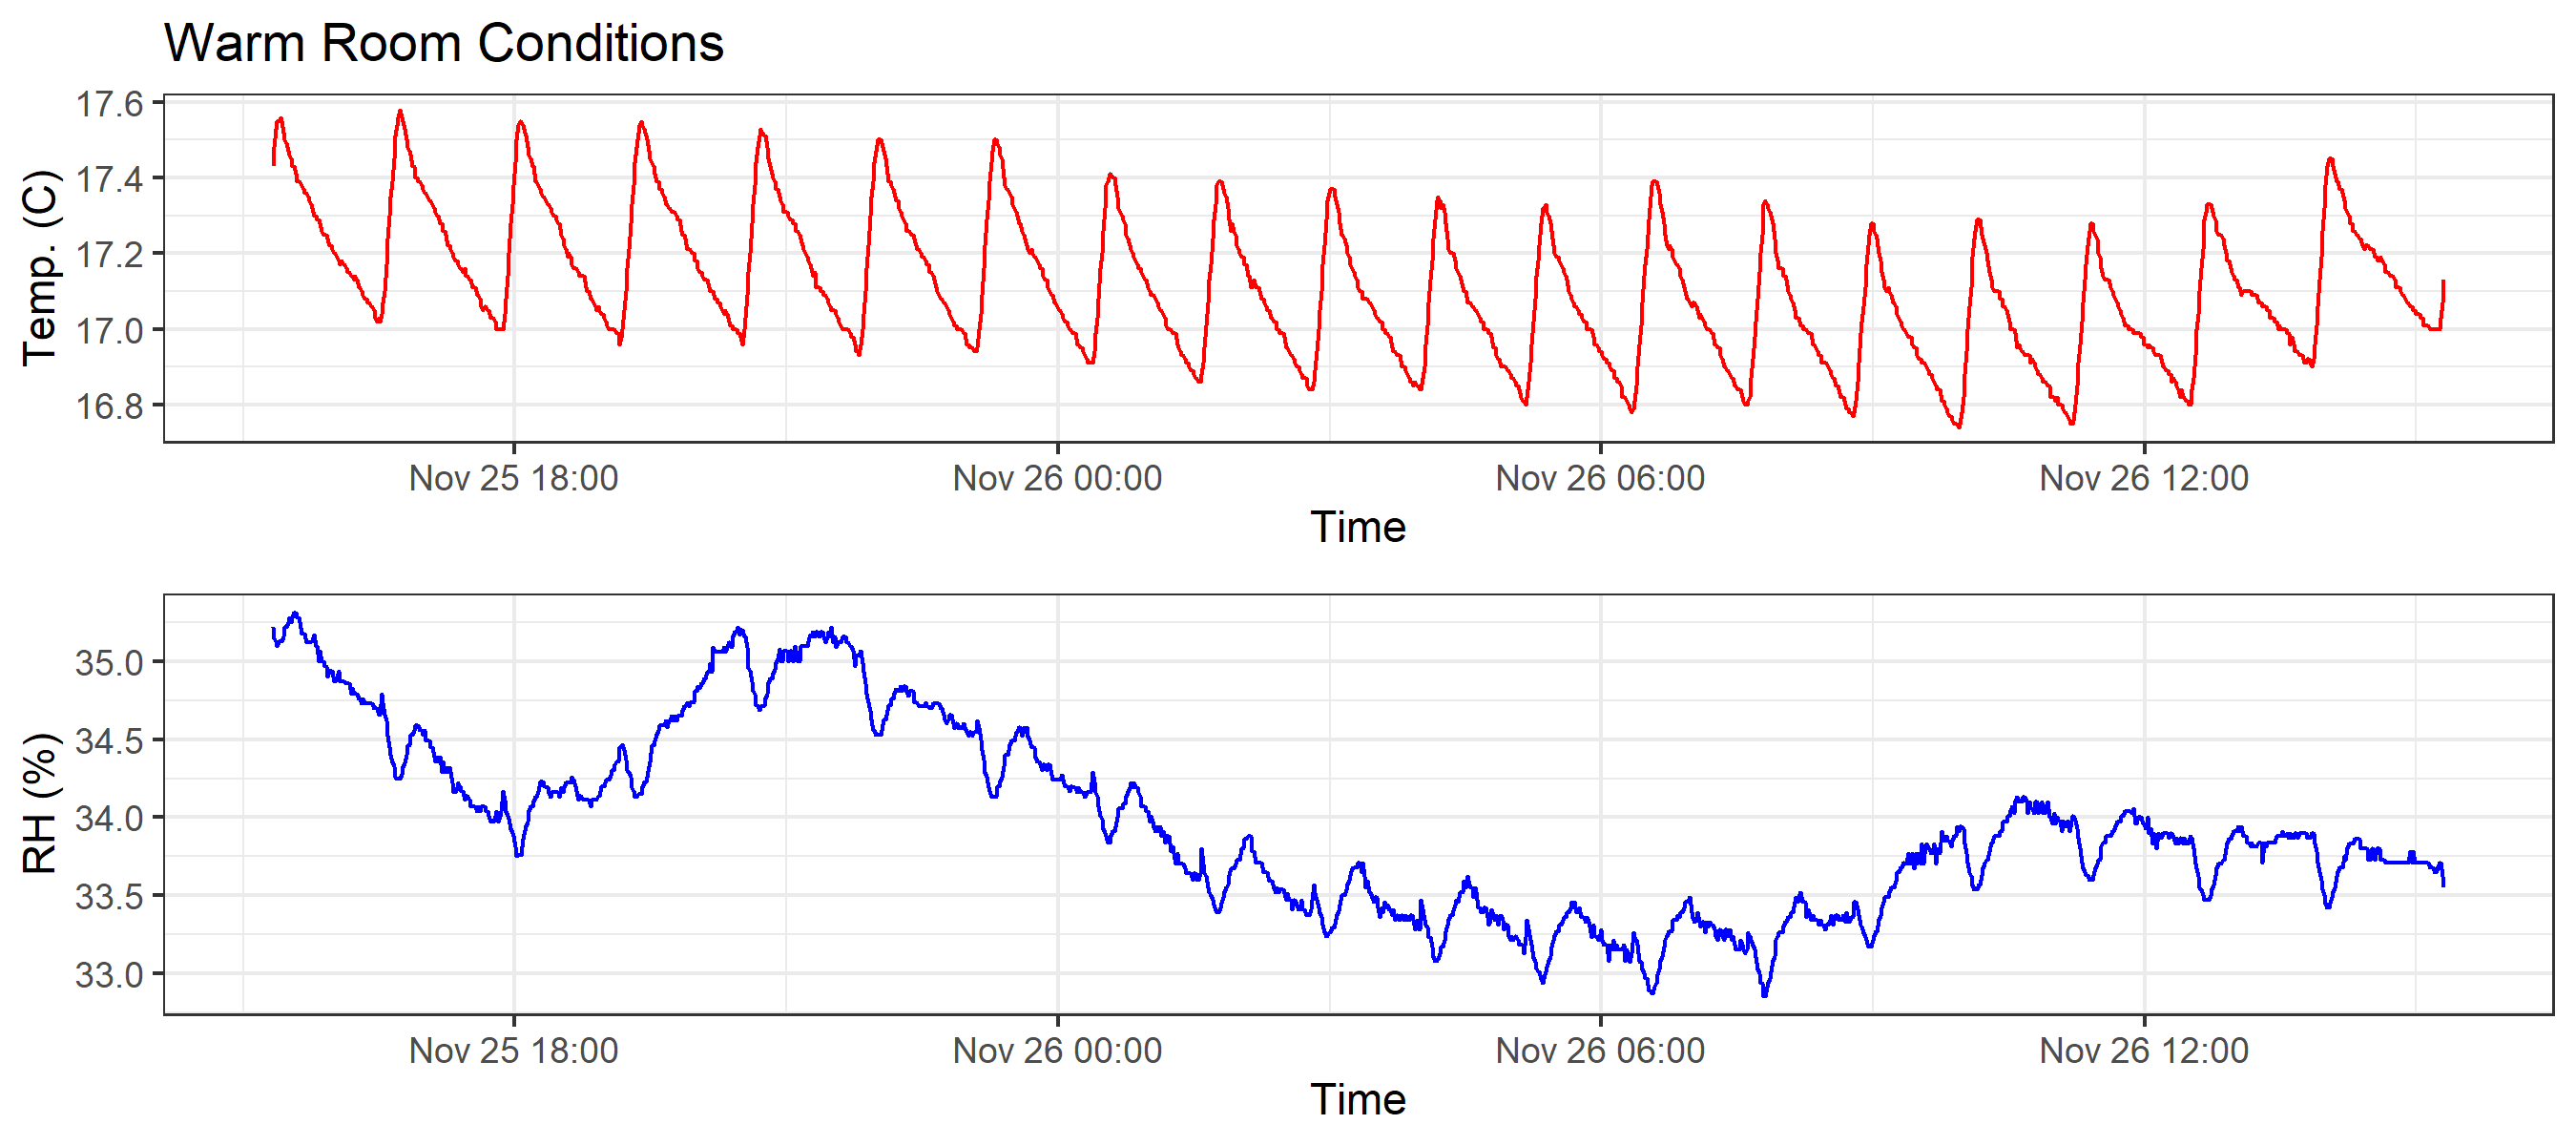 Warm Room Conditions
17.6
17.4
17.2
17.0
16.8
Temp. (C)
Nov 25 18:00 Nov 26 00:00 Nov 26 06:00 Nov 26 12:00
Time
35.0
34.5
34.0
33.5
33.0
RH (%)
Nov 25 18:00 Nov 26 00:00 Nov 26 06:00 Nov 26 12:00
Time